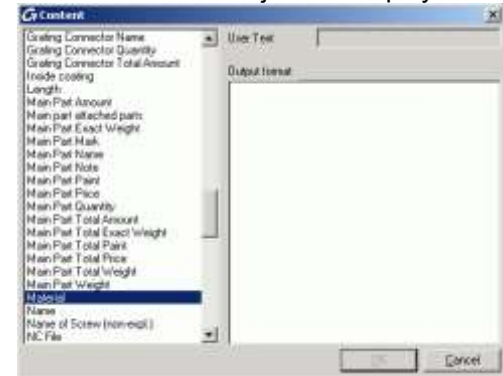 Content
Grating Connector Name
Grating Connector Quantity
Grating Connector Total Amount
Inside coating
Length
Main Part Amount
Main part attached parts
Main Part Exact Weight
Main Part Mark
Main Part Name
Main Part Note
Main Part Paint
Main Part Price
Main Part Quantity
Main Part Total Amount
Main Part Total Exact Weight
Main Part Total Paint
Main Part Total Price
Main Part Total Weight
Main Part Weight
Material
Name
Name of Screw (non-expl.)
NC File
User Text
Output format
OK
Cancel